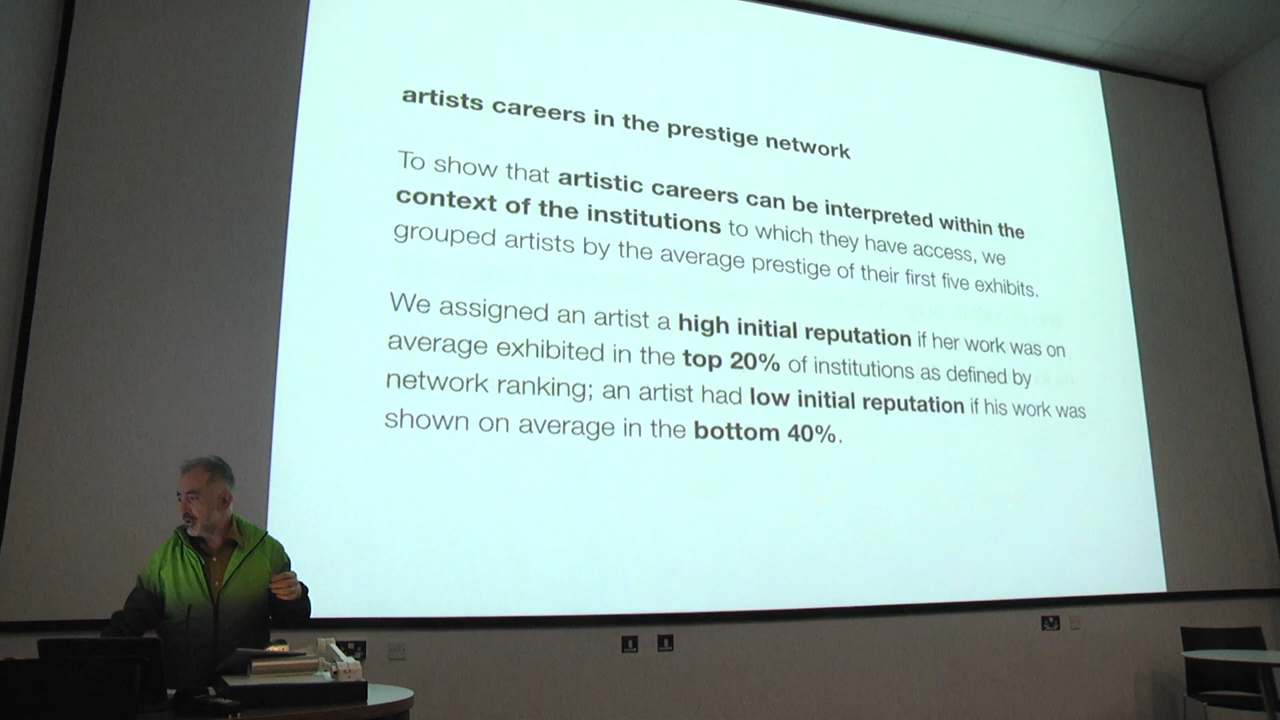 artists careers in the prestige network
To show that artistic careers can be interpreted within the
context of the institutions to which they have access, we
grouped artists by the average prestige of their first five exhibits.
We assigned an artist a high initial reputation if her work was on
average exhibited in the top 20% of institutions as defined by
network ranking; an artist had low initial reputation if his work was
shown on average in the bottom 40%.